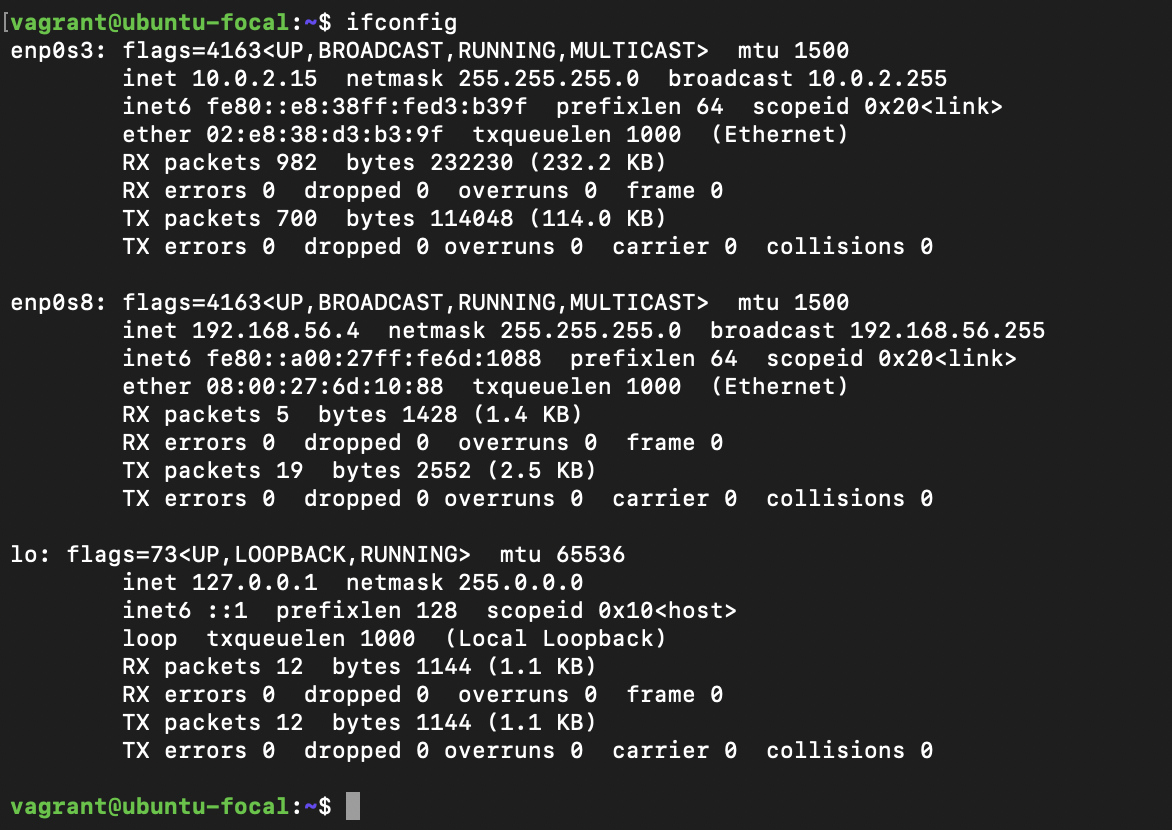 [vagrant@ubuntu-focal:~$ ifconfig
enp0s3: flags=4163<UP,BROADCAST,RUNNING,MULTICAST>  mtu 1500
        inet 10.0.2.15  netmask 255.255.255.0  broadcast 10.0.2.255
        inet6 fe80::e8:38ff:fed3:b39f  prefixlen 64  scopeid 0x20<link>
        ether 02:e8:38:d3:b3:9f  txqueuelen 1000  (Ethernet)
        RX packets 982  bytes 232230 (232.2 KB)
        RX errors 0  dropped 0  overruns 0  frame 0
        TX packets 700  bytes 114048 (114.0 KB)
        TX errors 0  dropped 0 overruns 0  carrier 0  collisions 0

enp0s8: flags=4163<UP,BROADCAST,RUNNING,MULTICAST>  mtu 1500
        inet 192.168.56.4  netmask 255.255.255.0  broadcast 192.168.56.255
        inet6 fe80::a00:27ff:fe6d:1088  prefixlen 64  scopeid 0x20<link>
        ether 08:00:27:6d:10:88  txqueuelen 1000  (Ethernet)
        RX packets 5  bytes 1428 (1.4 KB)
        RX errors 0  dropped 0  overruns 0  frame 0
        TX packets 19  bytes 2552 (2.5 KB)
        TX errors 0  dropped 0 overruns 0  carrier 0  collisions 0

lo: flags=73<UP,LOOPBACK,RUNNING>  mtu 65536
        inet 127.0.0.1  netmask 255.0.0.0
        inet6 ::1  prefixlen 128  scopeid 0x10<host>
        loop  txqueuelen 1000  (Local Loopback)
        RX packets 12  bytes 1144 (1.1 KB)
        RX errors 0  dropped 0  overruns 0  frame 0
        TX packets 12  bytes 1144 (1.1 KB)
        TX errors 0  dropped 0 overruns 0  carrier 0  collisions 0

vagrant@ubuntu-focal:~$